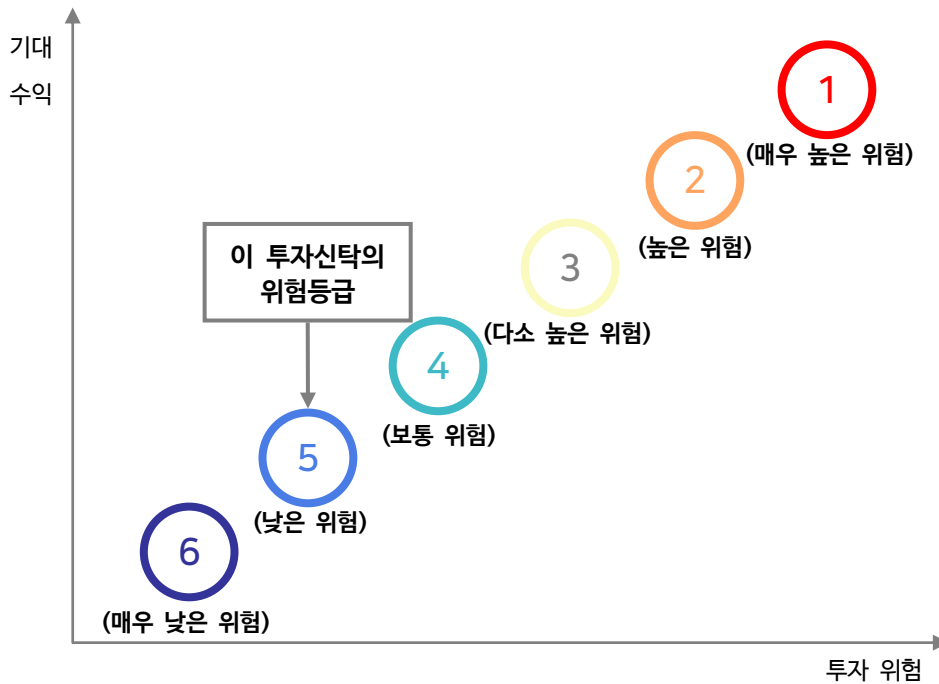 기대
수익
1
(매우 높은 위험)
2
(높은 위험)
이 투자신탁의
위험등급
3
(다소 높은 위험)
4
(보통 위험)
5
(낮은 위험)
6
(매우 낮은 위험)
투자 위험